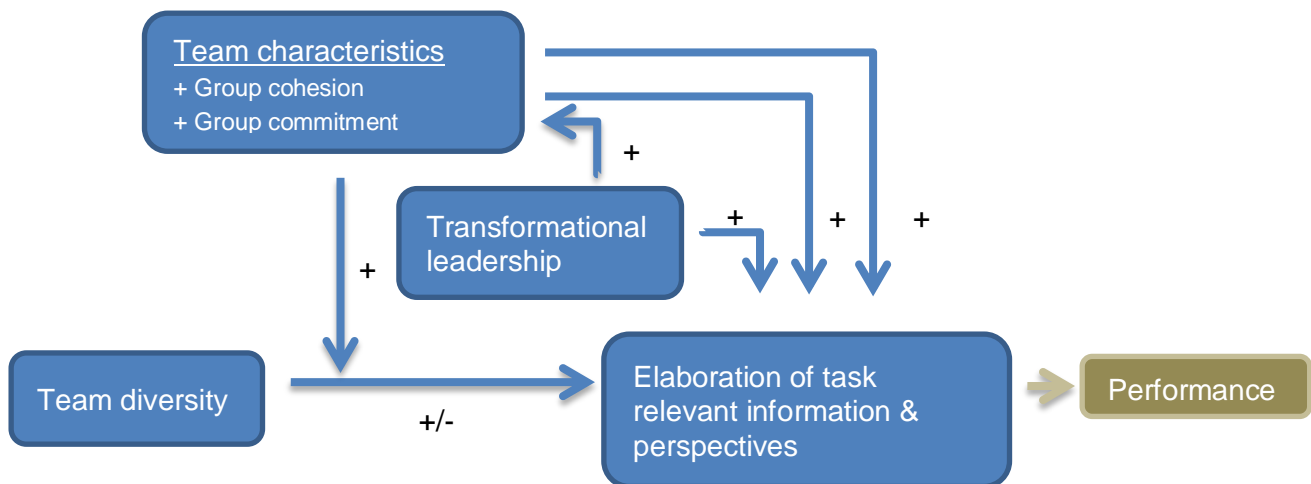 Team characteristics
+ Group cohesion
+ Group commitment
+
Transformational
leadership
+
+
+
+
Team diversity
+/-
Elaboration of task
relevant information &
perspectives
Performance